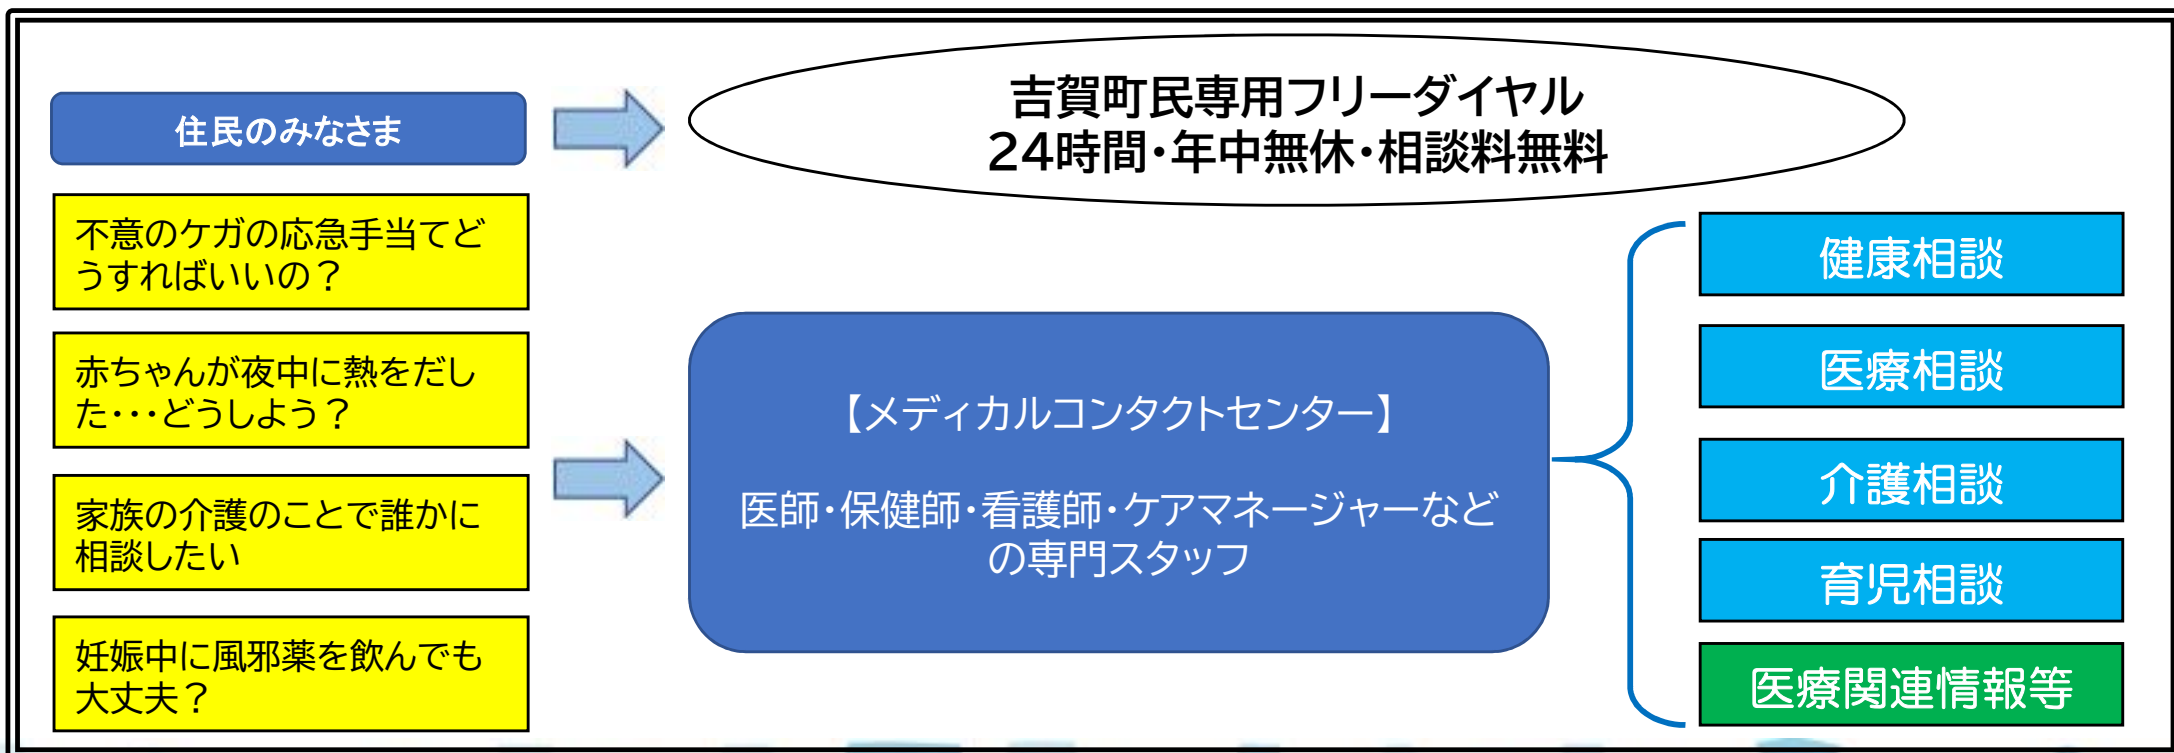 住民のみなさま
吉賀町民専用フリーダイヤル
24時間・年中無休・相談料無料
不意のケガの応急手当てど
うすればいいの？
赤ちゃんが夜中に熱をだし
た・・・どうしよう？
家族の介護のことで誰かに
相談したい
妊娠中に風邪薬を飲んでも
大丈夫？
【メディカルコンタクトセンター】
医師・保健師・看護師・ケアマネージャーなど
の専門スタッフ
健康相談
医療相談
介護相談
育児相談
医療関連情報等